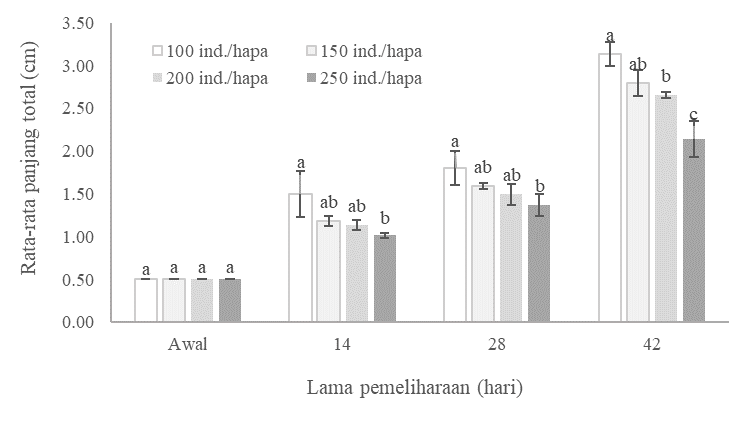 Rata-rata panjang total (cm)
3.50
3.00
2.50
2.00
1.50
1.00
0.50
0.00
100 ind./hapa
150 ind./hapa
200 ind./hapa
250 ind./hapa
a a a a
a ab ab b
a ab ab b
a ab b c
Awal 14 28 42
Lama pemeliharaan (hari)